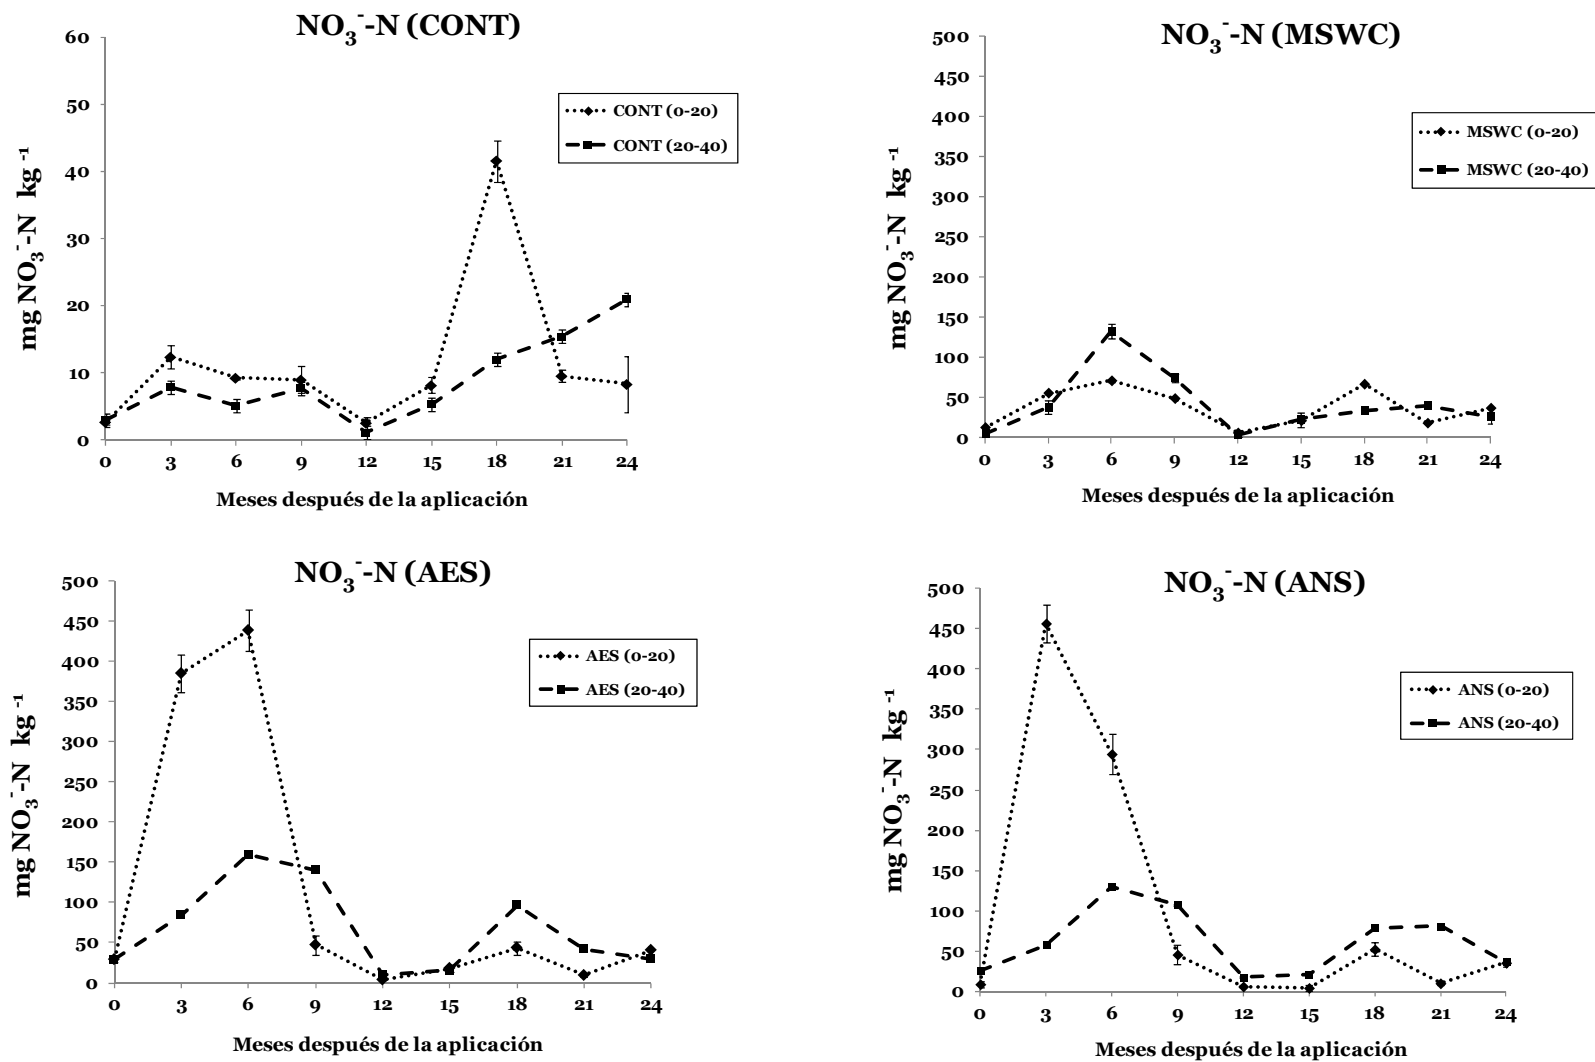 NO₃⁻-N (CONT)
mg NO₃⁻-N kg⁻¹
60
50
40
30
20
10
0
CONT (0-20)
CONT (20-40)
0 3 6 9 12 15 18 21 24
Meses después de la aplicación
NO₃⁻-N (MSWC)
mg NO₃⁻-N kg⁻¹
500
450
400
350
300
250
200
150
100
50
0
MSWC (0-20)
MSWC (20-40)
0 3 6 9 12 15 18 21 24
Meses después de la aplicación
NO₃⁻-N (AES)
mg NO₃⁻-N kg⁻¹
500
450
400
350
300
250
200
150
100
50
0
AES (0-20)
AES (20-40)
0 3 6 9 12 15 18 21 24
Meses después de la aplicación
NO₃⁻-N (ANS)
mg NO₃⁻-N kg⁻¹
500
450
400
350
300
250
200
150
100
50
0
ANS (0-20)
ANS (20-40)
0 3 6 9 12 15 18 21 24
Meses después de la aplicación